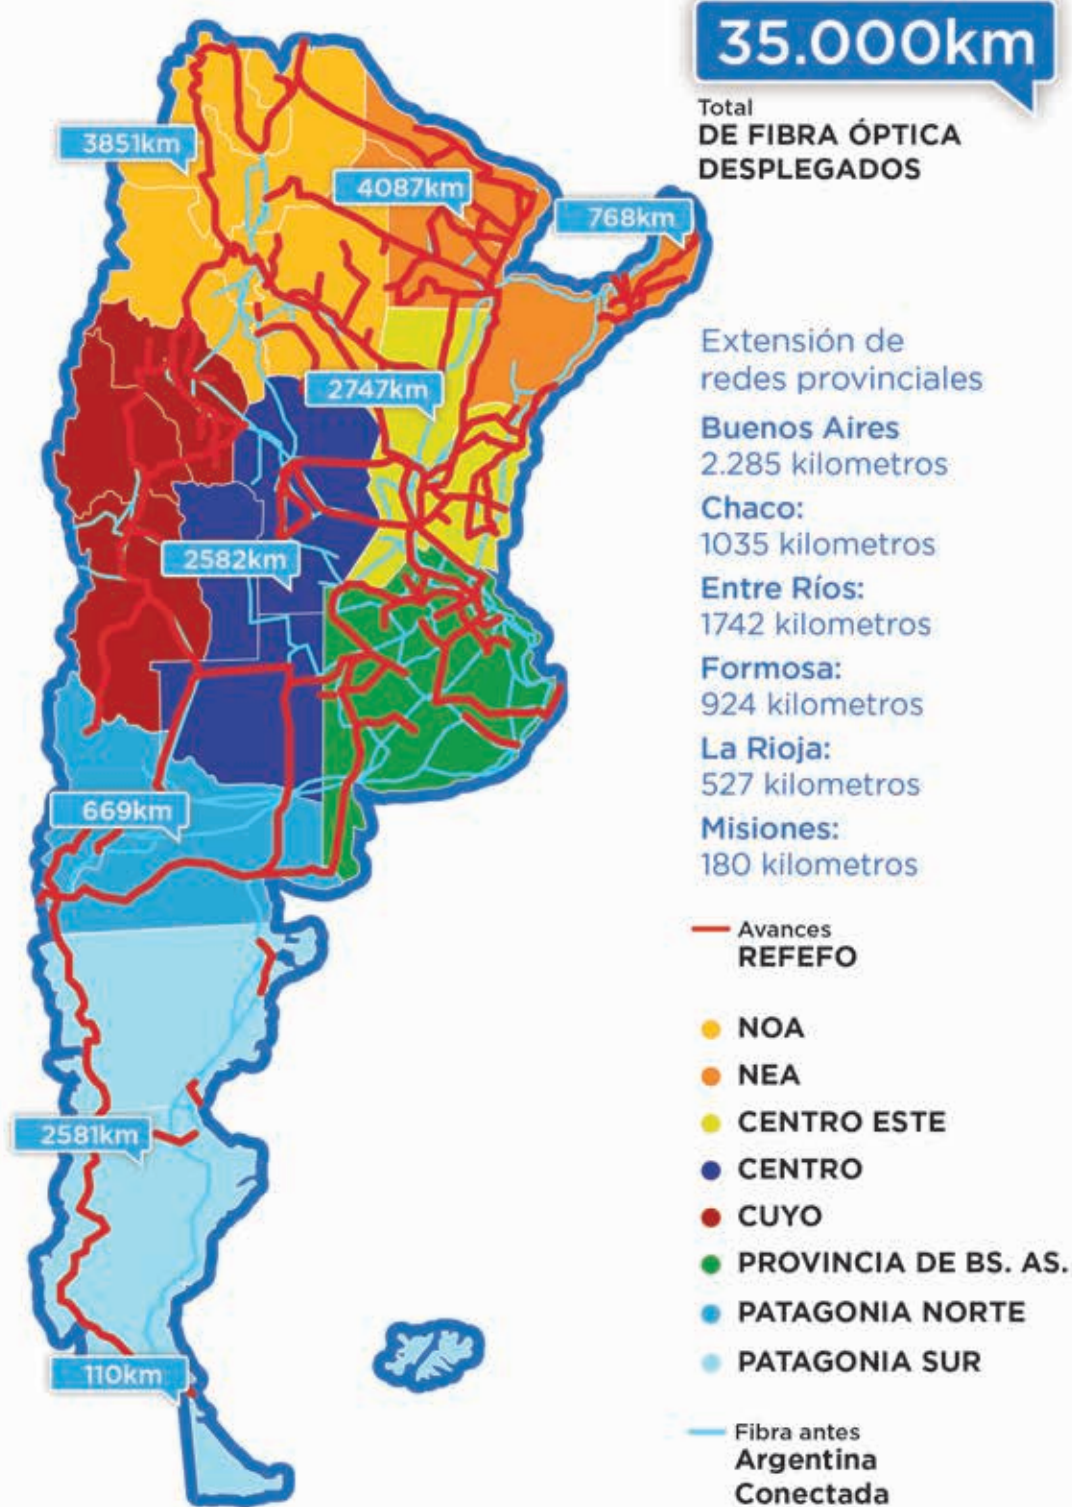 35.000km
Total
DE FIBRA ÓPTICA
DESPLEGADOS
3851km
4087km
768km
2747km
2582km
669km
2581km
110km
Extensión de
redes provinciales
Buenos Aires
2.285 kilometros
Chaco:
1035 kilometros
Entre Ríos:
1742 kilometros
Formosa:
924 kilometros
La Rioja:
527 kilometros
Misiones:
180 kilometros
Avances
REFEFO
NOA
NEA
CENTRO ESTE
CENTRO
CUYO
PROVINCIA DE BS. AS.
PATAGONIA NORTE
PATAGONIA SUR
Fibra antes
Argentina
Conectada